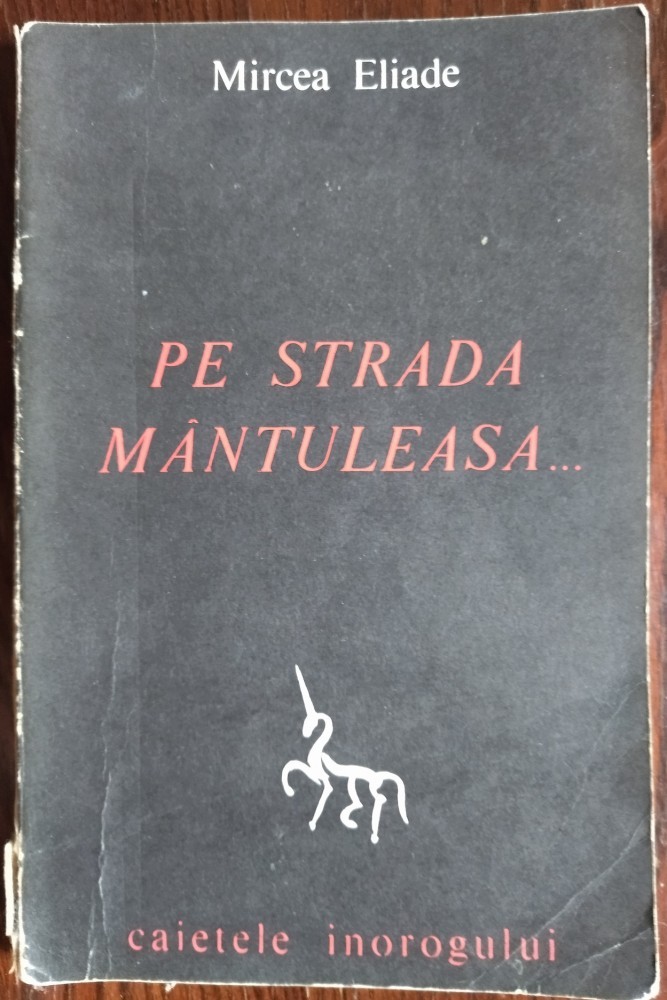 Mircea Eliade
PE STRADA
MÂNTULEASA...
caietele inorogului